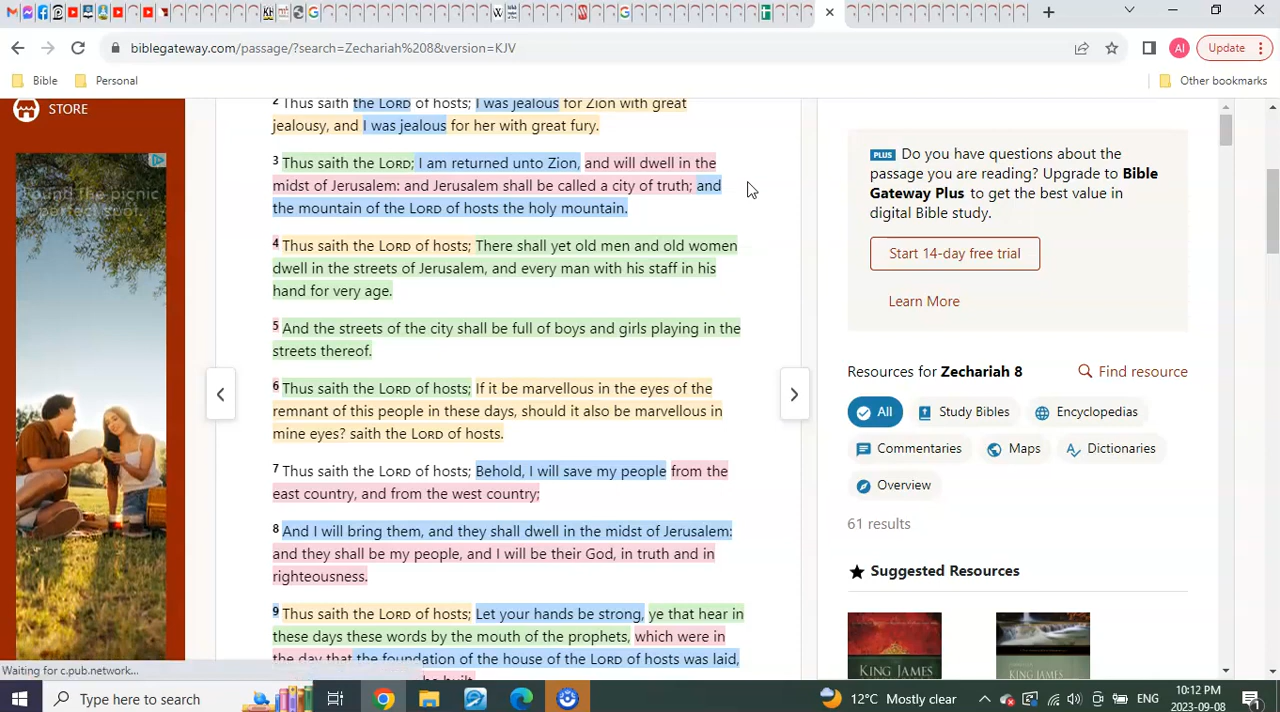 biblegateway.com/passage/?search=Zechariah%208&version=KJV
AI
Update
Bible
Personal
Other bookmarks
STORE
Found the picnic
perfect spot.
2 Thus saith the LORD of hosts; I was jealous for Zion with great
jealousy, and I was jealous for her with great fury.
3 Thus saith the LORD; I am returned unto Zion, and will dwell in the
midst of Jerusalem: and Jerusalem shall be called a city of truth; and
the mountain of the LORD of hosts the holy mountain.
4 Thus saith the LORD of hosts; There shall yet old men and old women
dwell in the streets of Jerusalem, and every man with his staff in his
hand for very age.
5 And the streets of the city shall be full of boys and girls playing in the
streets thereof.
6 Thus saith the LORD of hosts; If it be marvellous in the eyes of the
remnant of this people in these days, should it also be marvellous in
mine eyes? saith the LORD of hosts.
7 Thus saith the LORD of hosts; Behold, I will save my people from the
east country, and from the west country;
8 And I will bring them, and they shall dwell in the midst of Jerusalem:
and they shall be my people, and I will be their God, in truth and in
righteousness.
9 Thus saith the LORD of hosts; Let your hands be strong, ye that hear in
these days these words by the mouth of the prophets, which were in
the day that the foundation of the house of the LORD of hosts was laid,
PLUS Do you have questions about the
passage you are reading? Upgrade to Bible
Gateway Plus to get the best value in
digital Bible study.
Start 14-day free trial
Learn More
Resources for Zechariah 8
Find resource
All
Study Bibles
Encyclopedias
Commentaries
Maps
Dictionaries
Overview
61 results
Suggested Resources
KING JAMES
KING JAMES
Waiting for c.pub.network...
Type here to search
12°C Mostly clear
ENG
10:12 PM
2023-09-08
1